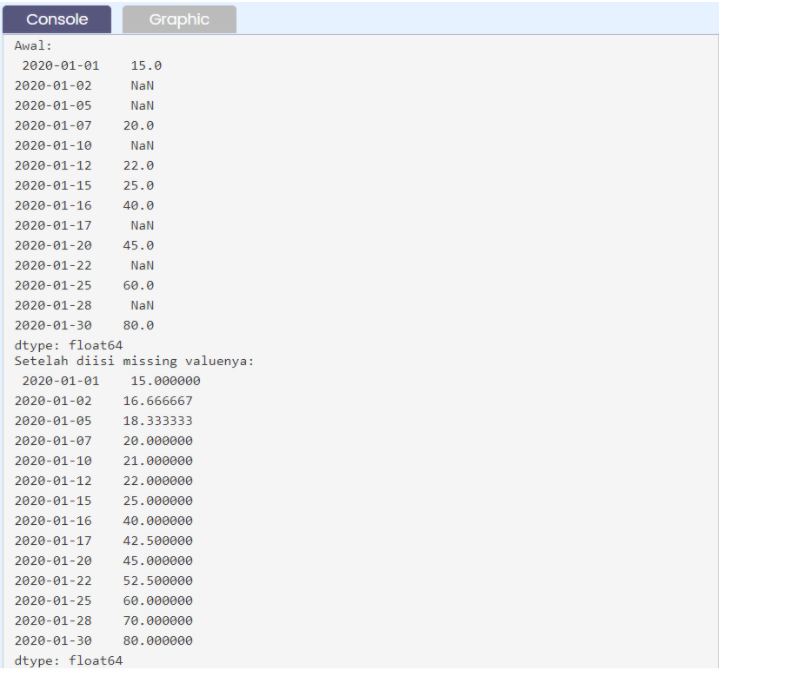 Console Graphic
Awal:
2020-01-01 15.0
2020-01-02 NaN
2020-01-05 NaN
2020-01-07 20.0
2020-01-10 NaN
2020-01-12 22.0
2020-01-15 25.0
2020-01-16 40.0
2020-01-17 NaN
2020-01-20 45.0
2020-01-22 NaN
2020-01-25 60.0
2020-01-28 NaN
2020-01-30 80.0
dtype: float64
Setelah diisi missing valuenya:
2020-01-01 15.000000
2020-01-02 16.666667
2020-01-05 18.333333
2020-01-07 20.000000
2020-01-10 21.000000
2020-01-12 22.000000
2020-01-15 25.000000
2020-01-16 40.000000
2020-01-17 42.500000
2020-01-20 45.000000
2020-01-22 52.500000
2020-01-25 60.000000
2020-01-28 70.000000
2020-01-30 80.000000
dtype: float64